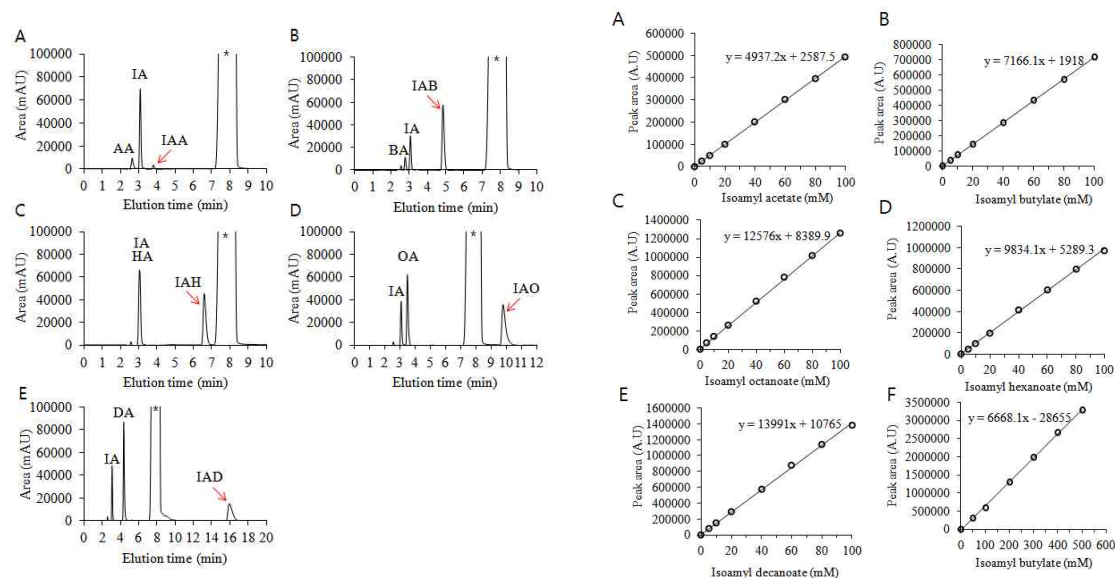 A
100000
80000
60000
40000
20000
0
Area (mAU)
*
IA
AA
IAA
0 1 2 3 4 5 6 7 8 9 10
Elution time (min)
B
100000
80000
60000
40000
20000
0
Area (mAU)
*
IAB
IA
BA
0 1 2 3 4 5 6 7 8 9 10
Elution time (min)
C
100000
80000
60000
40000
20000
0
Area (mAU)
*
IA
HA
IAH
0 1 2 3 4 5 6 7 8 9 10
Elution time (min)
D
100000
80000
60000
40000
20000
0
Area (mAU)
*
OA
IA
IAO
0 1 2 3 4 5 6 7 8 9 10 11 12
Elution time (min)
E
100000
80000
60000
40000
20000
0
Area (mAU)
*
DA
IA
IAD
0 2 4 6 8 10 12 14 16 18 20
Elution time (min)
A
600000
500000
400000
300000
200000
100000
0
Peak area (A.U)
y = 4937.2x + 2587.5
0 20 40 60 80 100
Isoamyl acetate (mM)
B
800000
700000
600000
500000
400000
300000
200000
100000
0
Peak area (A.U)
y = 7166.1x + 1918
0 20 40 60 80 100
Isoamyl butylate (mM)
C
1400000
1200000
1000000
800000
600000
400000
200000
0
Peak area (A.U)
y = 12576x + 8389.9
0 20 40 60 80 100
Isoamyl octanoate (mM)
D
1200000
1000000
800000
600000
400000
200000
0
Peak area (A.U)
y = 9834.1x + 5289.3
0 20 40 60 80 100
Isoamyl hexanoate (mM)
E
1600000
1400000
1200000
1000000
800000
600000
400000
200000
0
Peak area (A.U)
y = 13991x + 10765
0 20 40 60 80 100
Isoamyl decanoate (mM)
F
3500000
3000000
2500000
2000000
1500000
1000000
500000
0
Peak area (A.U)
y = 6668.1x - 28655
0 100 200 300 400 500 600
Isoamyl butylate (mM)